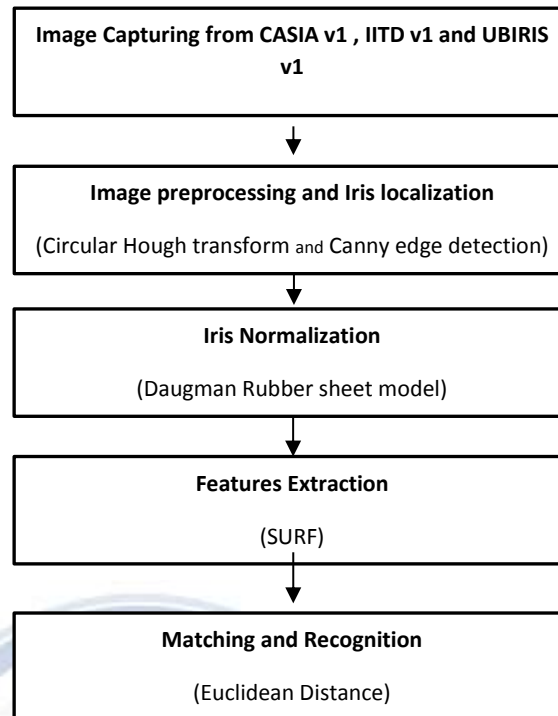 Image Capturing from CASIA v1 , IITD v1 and UBIRIS
v1
Image preprocessing and Iris localization
(Circular Hough transform and Canny edge detection)
Iris Normalization
(Daugman Rubber sheet model)
Features Extraction
(SURF)
Matching and Recognition
(Euclidean Distance)